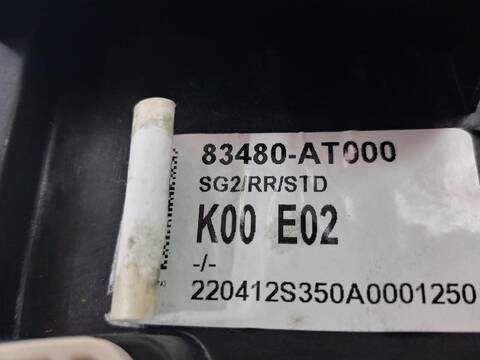 83480-AT000
SG2/RR/STD
K00 E02
-/-
220412S350A0001250